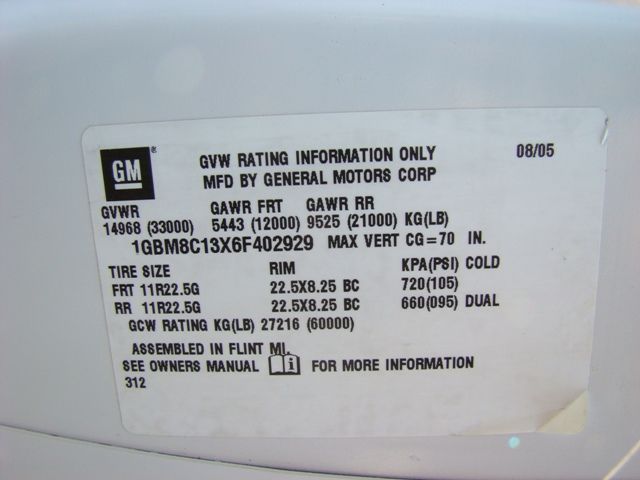 GM®
GVW RATING INFORMATION ONLY 08/05
MFD BY GENERAL MOTORS CORP
GVWR GAWR FRT GAWR RR
14968 (33000) 5443 (12000) 9525 (21000) KG(LB)
1GBM8C13X6F402929 MAX VERT CG=70 IN.
TIRE SIZE RIM KPA(PSI) COLD
FRT 11R22.5G 22.5X8.25 BC 720(105)
RR 11R22.5G 22.5X8.25 BC 660(095) DUAL
GCW RATING KG(LB) 27216 (60000)
ASSEMBLED IN FLINT MI.
SEE OWNERS MANUAL i FOR MORE INFORMATION
312